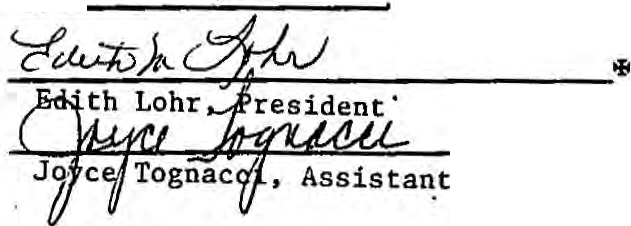 Edith M Lohr
Edith Lohr, President
Joyce Tognacci
Joyce Tognacci, Assistant